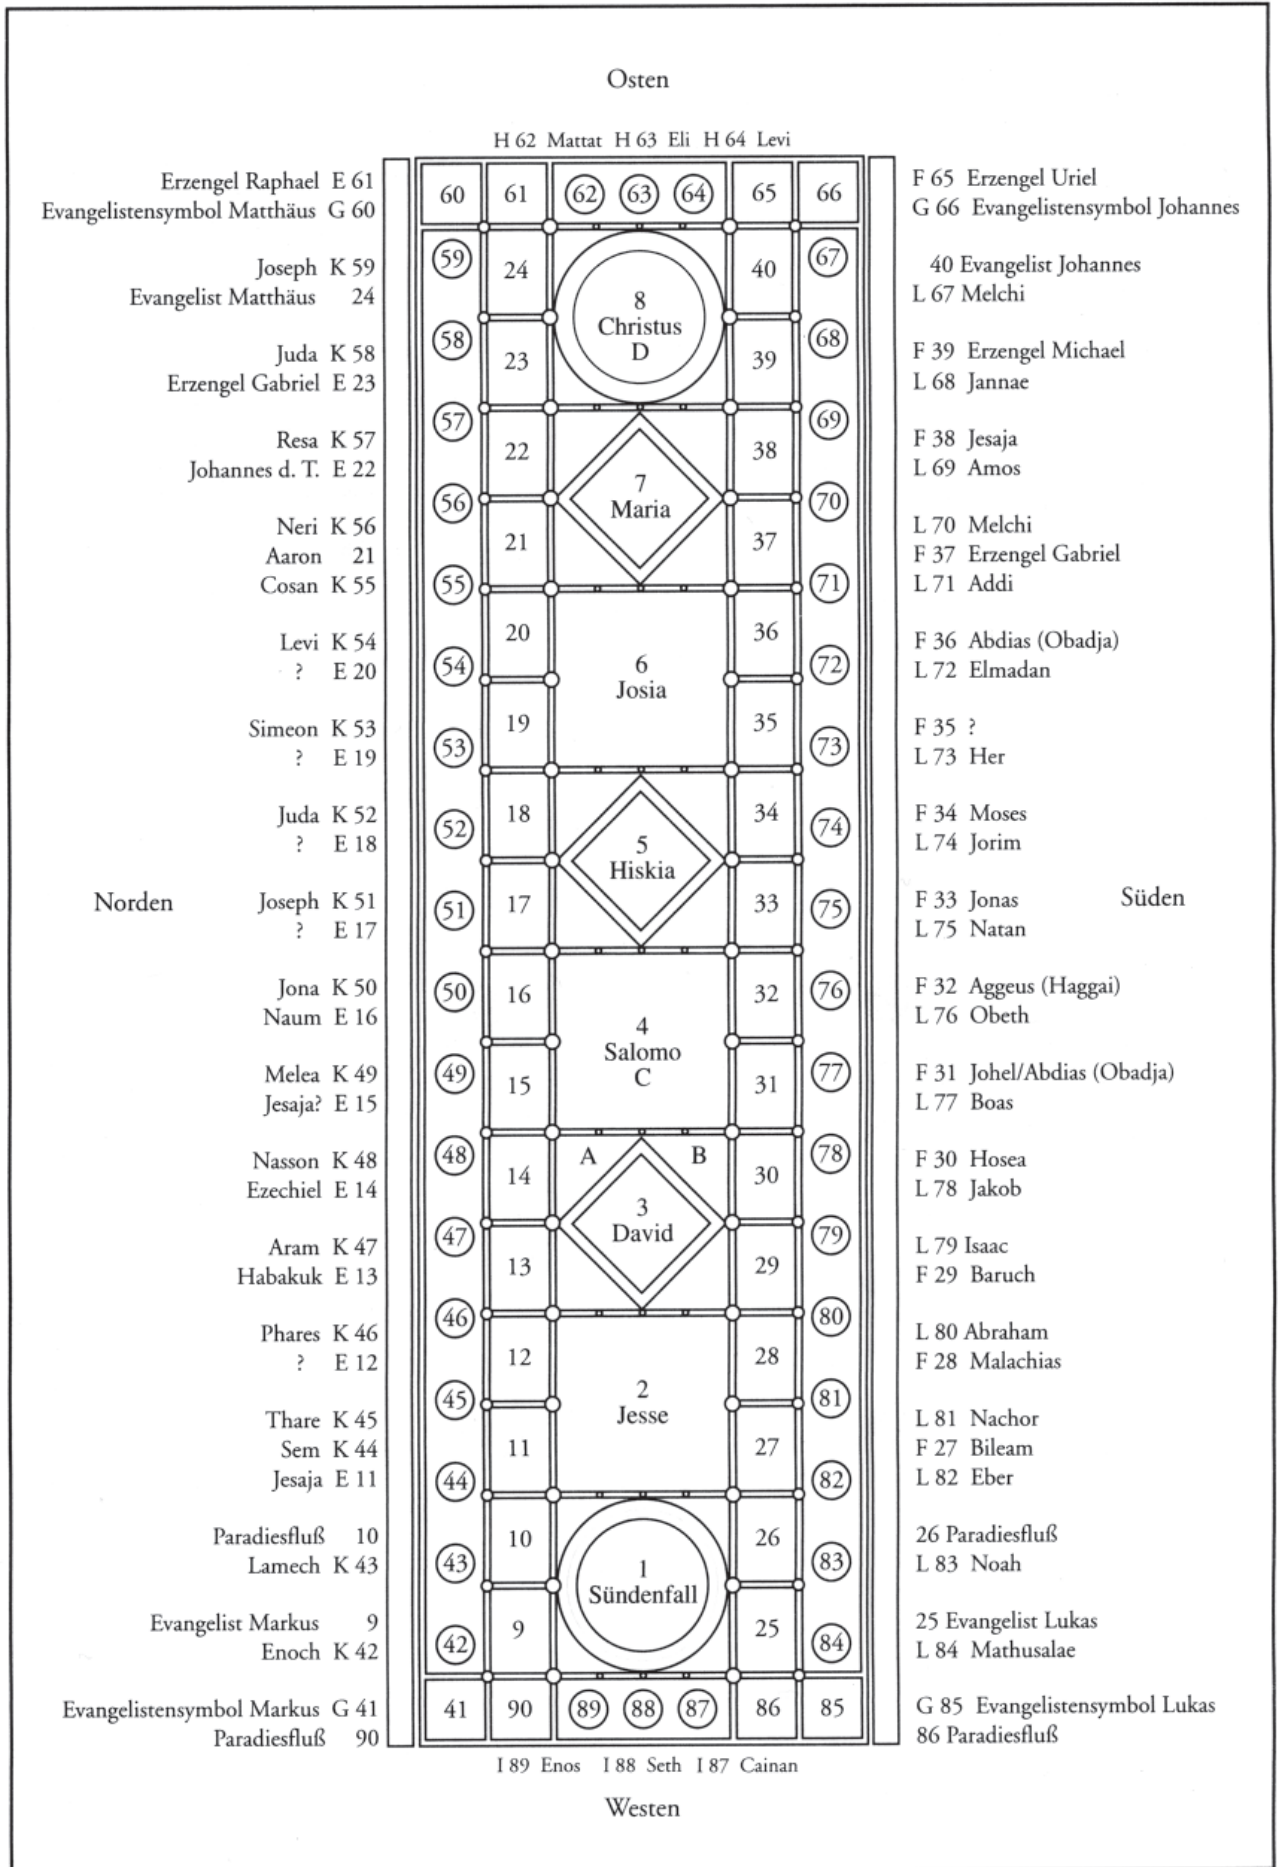 Osten
H 62 Mattat H 63 Eli H 64 Levi
Erzengel Raphael E 61
Evangelistensymbol Matthäus G 60
Joseph K 59
Evangelist Matthäus 24
Juda K 58
Erzengel Gabriel E 23
Resa K 57
Johannes d. T. E 22
Neri K 56
Aaron 21
Cosan K 55
Levi K 54
? E 20
Simeon K 53
? E 19
Juda K 52
? E 18
Norden
Joseph K 51
? E 17
Jona K 50
Naum E 16
Melea K 49
Jesaja? E 15
Nasson K 48
Ezechiel E 14
Aram K 47
Habakuk E 13
Phares K 46
? E 12
Thare K 45
Sem K 44
Jesaja E 11
Paradiesfluß 10
Lamech K 43
Evangelist Markus 9
Enoch K 42
Evangelistensymbol Markus G 41
Paradiesfluß 90
60 61 62 63 64 65 66
59 24 40 67
8
Christus
D
58 23 39 68
57 22 38 69
7
Maria
56 21 37 70
55 71
20 36
6
Josia
54 72
19 35
53 73
18 34
52 74
5
Hiskia
17 33
51 75
16 32
50 76
4
Salomo
C
49 15 31 77
48 A B 78
14 30
3
David
47 79
13 29
46 80
12 28
2
Jesse
45 81
11 27
44 82
10 26
43 83
1
Sündenfall
9 25
42 84
41 90 89 88 87 86 85
F 65 Erzengel Uriel
G 66 Evangelistensymbol Johannes
40 Evangelist Johannes
L 67 Melchi
F 39 Erzengel Michael
L 68 Jannae
F 38 Jesaja
L 69 Amos
L 70 Melchi
F 37 Erzengel Gabriel
L 71 Addi
F 36 Abdias (Obadja)
L 72 Elmadan
F 35 ?
L 73 Her
F 34 Moses
L 74 Jorim
F 33 Jonas
Süden
L 75 Natan
F 32 Aggeus (Haggai)
L 76 Obeth
F 31 Johel/Abdias (Obadja)
L 77 Boas
F 30 Hosea
L 78 Jakob
L 79 Isaac
F 29 Baruch
L 80 Abraham
F 28 Malachias
L 81 Nachor
F 27 Bileam
L 82 Eber
26 Paradiesfluß
L 83 Noah
25 Evangelist Lukas
L 84 Mathusalae
G 85 Evangelistensymbol Lukas
86 Paradiesfluß
I 89 Enos I 88 Seth I 87 Cainan
Westen